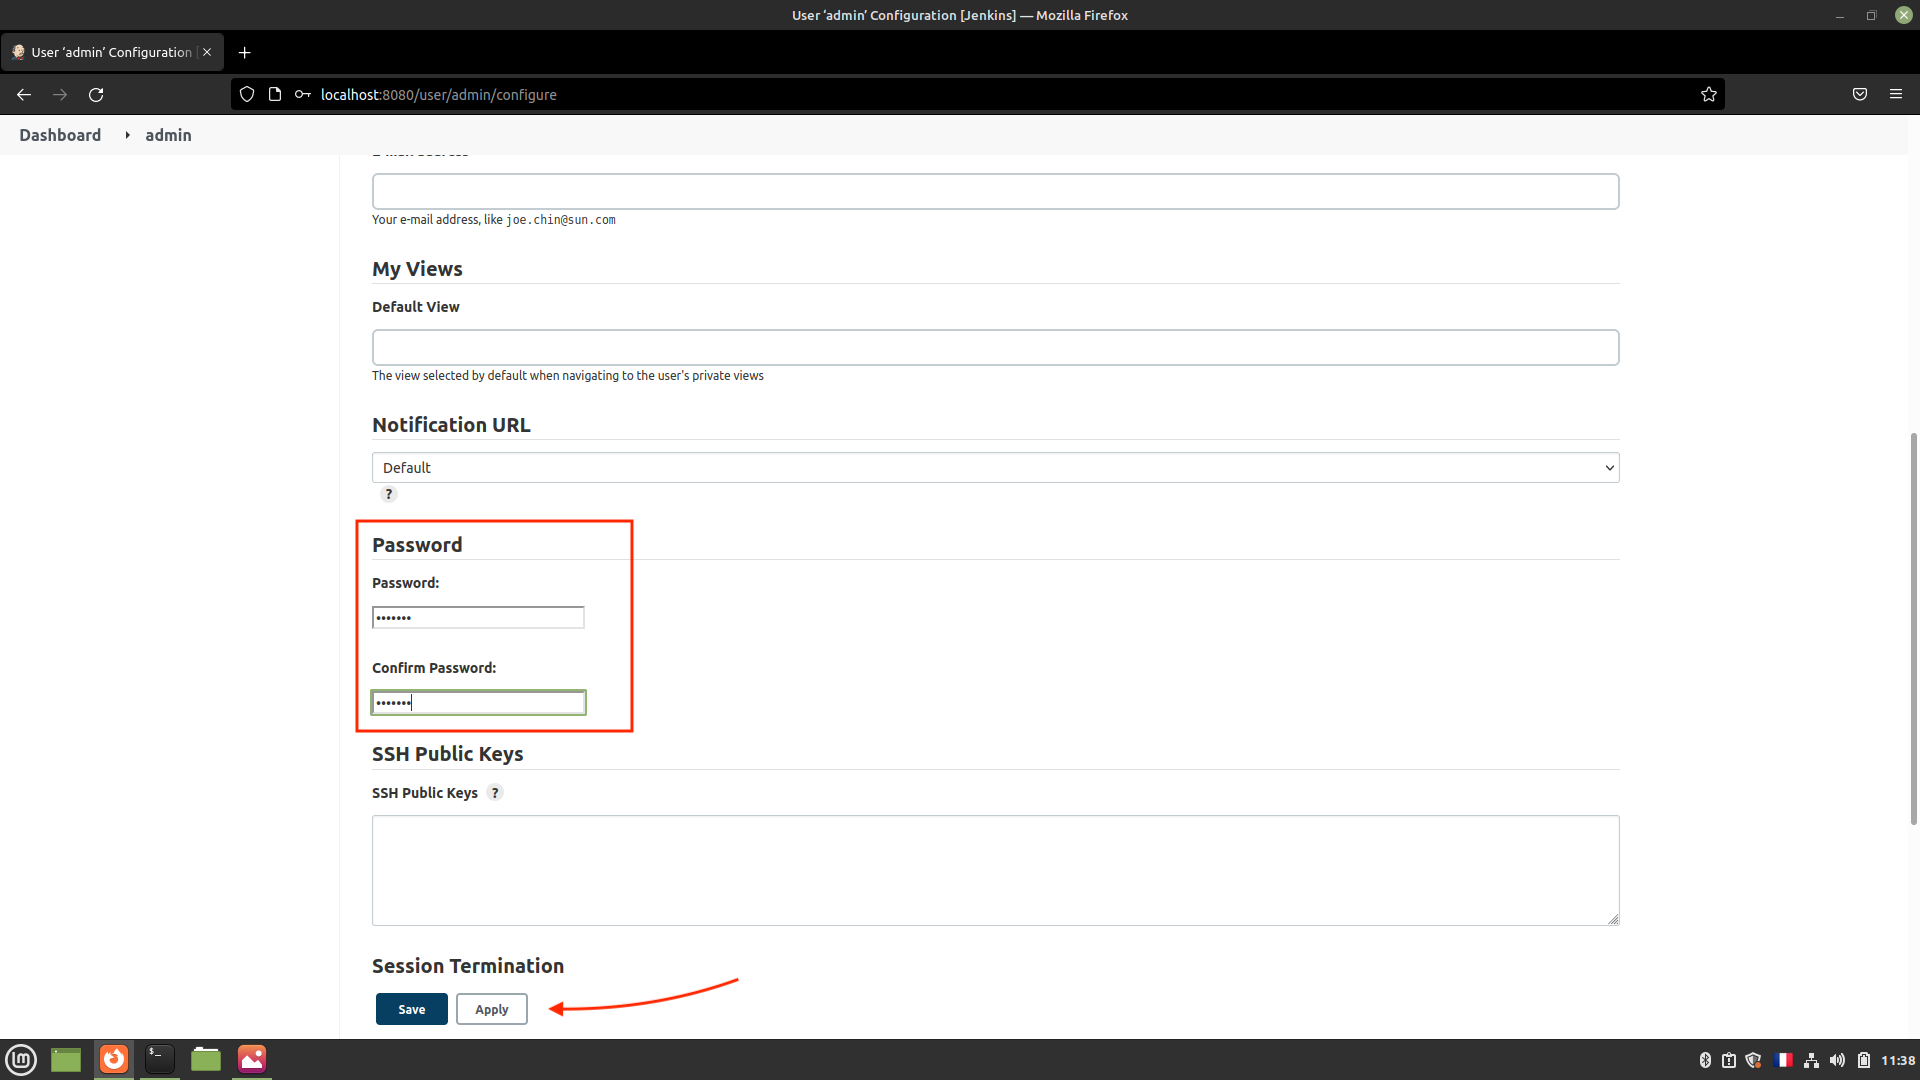 User ‘admin’ Configuration [Jenkins] — Mozilla Firefox
User ‘admin’ Configuration [
localhost:8080/user/admin/configure
Dashboard admin
Your e-mail address, like joe.chin@sun.com
My Views
Default View
The view selected by default when navigating to the user's private views
Notification URL
Default
?
Password
Password:
•••••••
Confirm Password:
•••••••
SSH Public Keys
SSH Public Keys ?
Session Termination
Save Apply
11:38